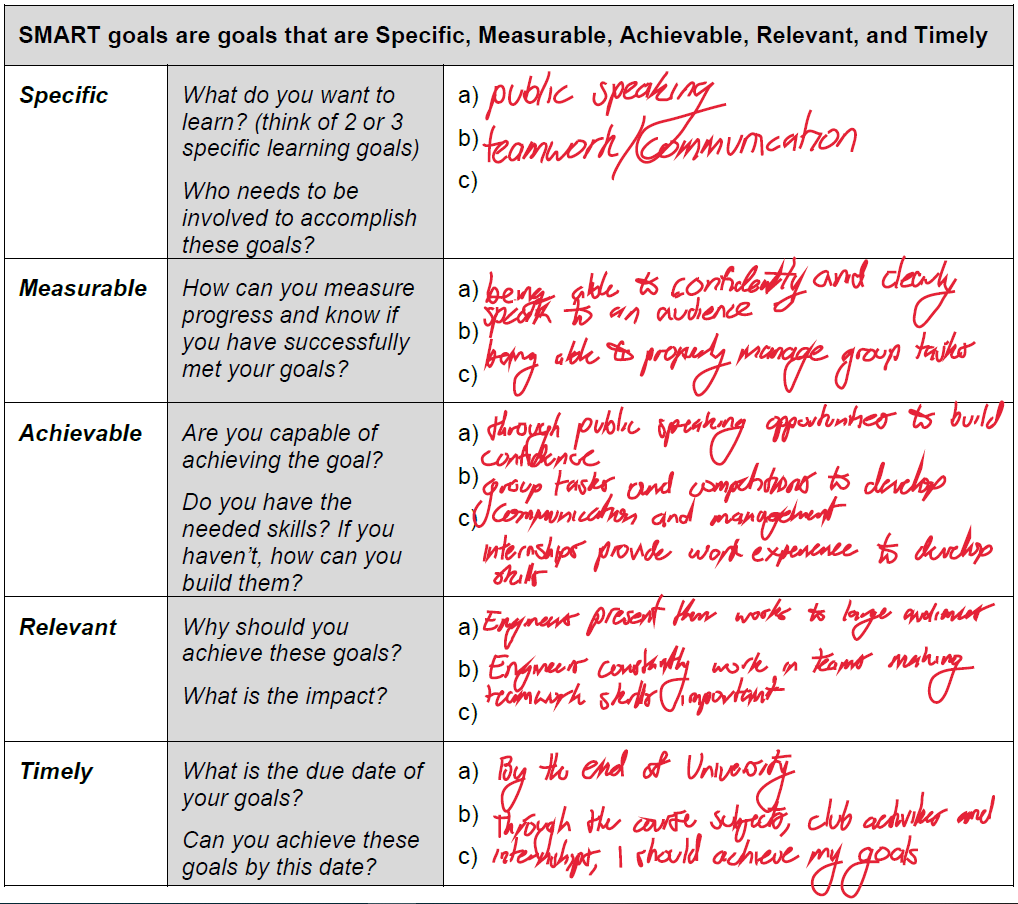 SMART goals are goals that are Specific, Measurable, Achievable, Relevant, and Timely
Specific
What do you want to
learn? (think of 2 or 3
specific learning goals)
Who needs to be
involved to accomplish
these goals?
a) public speaking
b) teamwork/Communication
c)
Measurable
How can you measure
progress and know if
you have successfully
met your goals?
a) being able to confidently and clearly
speak to an audience
b)
being able to properly manage group tasks
c)
Achievable
Are you capable of
achieving the goal?
Do you have the
needed skills? If you
haven't, how can you
build them?
a) through public speaking opportunities to build
confidence
b) group tasks, and competitions to develop
c) communication and management
internships provide work experience to develop
skills
Relevant
Why should you
achieve these goals?
What is the impact?
a) Engineers present their works to large audiences
b) Engineers constantly work in teams making
teamwork skills important
c)
Timely
What is the due date of
your goals?
Can you achieve these
goals by this date?
a) By the end of University
b) Through the course subjects, club activities and
c) internships, I should achieve my goals